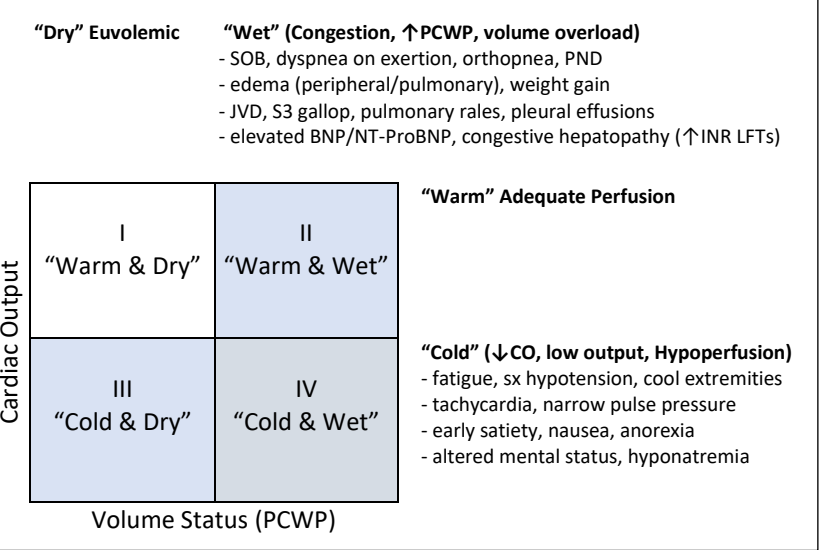 “Dry” Euvolemic
“Wet” (Congestion, ↑PCWP, volume overload)
- SOB, dyspnea on exertion, orthopnea, PND
- edema (peripheral/pulmonary), weight gain
- JVD, S3 gallop, pulmonary rales, pleural effusions
- elevated BNP/NT-ProBNP, congestive hepatopathy (↑INR LFTs)
Cardiac Output
I
“Warm & Dry”
II
“Warm & Wet”
“Warm” Adequate Perfusion
III
“Cold & Dry”
IV
“Cold & Wet”
“Cold” (↓CO, low output, Hypoperfusion)
- fatigue, sx hypotension, cool extremities
- tachycardia, narrow pulse pressure
- early satiety, nausea, anorexia
- altered mental status, hyponatremia
Volume Status (PCWP)